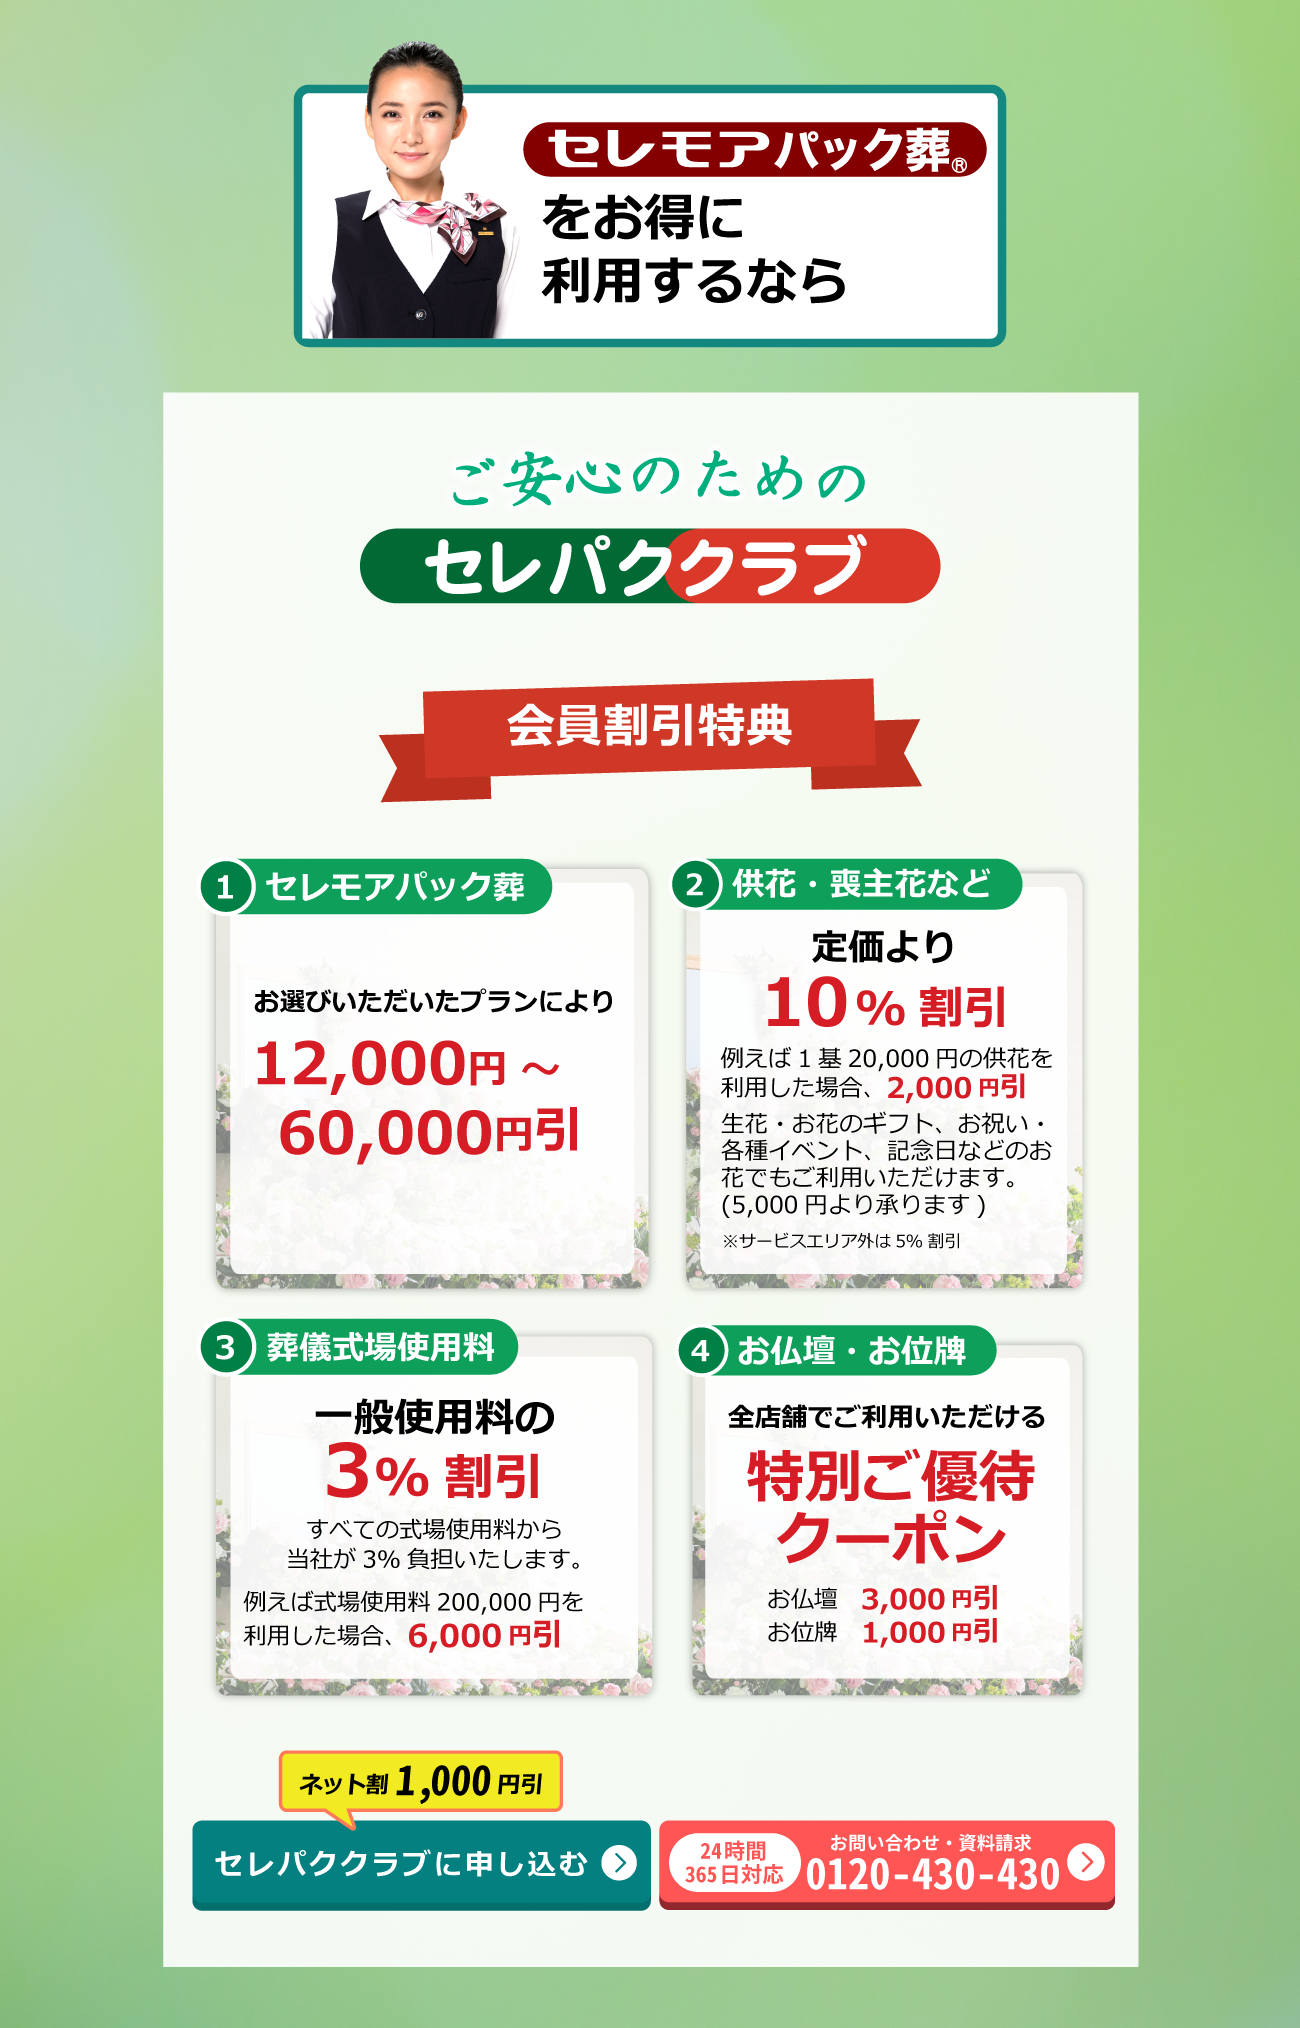 セレモアパック葬®
をお得に
利用するなら
ご安心のための
セレパククラブ
会員割引特典
1 セレモアパック葬
お選びいただいたプランにより
12,000円 ～
60,000円引
2 供花・喪主花など
定価より
10% 割引
例えば1基20,000円の供花を
利用した場合、2,000円引
生花・お花のギフト、お祝い・
各種イベント、記念日などのお
花でもご利用いただけます。
(5,000円より承ります)
※サービスエリア外は5% 割引
3 葬儀式場使用料
一般使用料の
3% 割引
すべての式場使用料から
当社が3% 負担いたします。
例えば式場使用料200,000円を
利用した場合、6,000円引
4 お仏壇・お位牌
全店舗でご利用いただける
特別ご優待
クーポン
お仏壇 3,000円引
お位牌 1,000円引
ネット割 1,000円引
セレパククラブに申し込む
24時間
365日対応
お問い合わせ・資料請求
0120-430-430